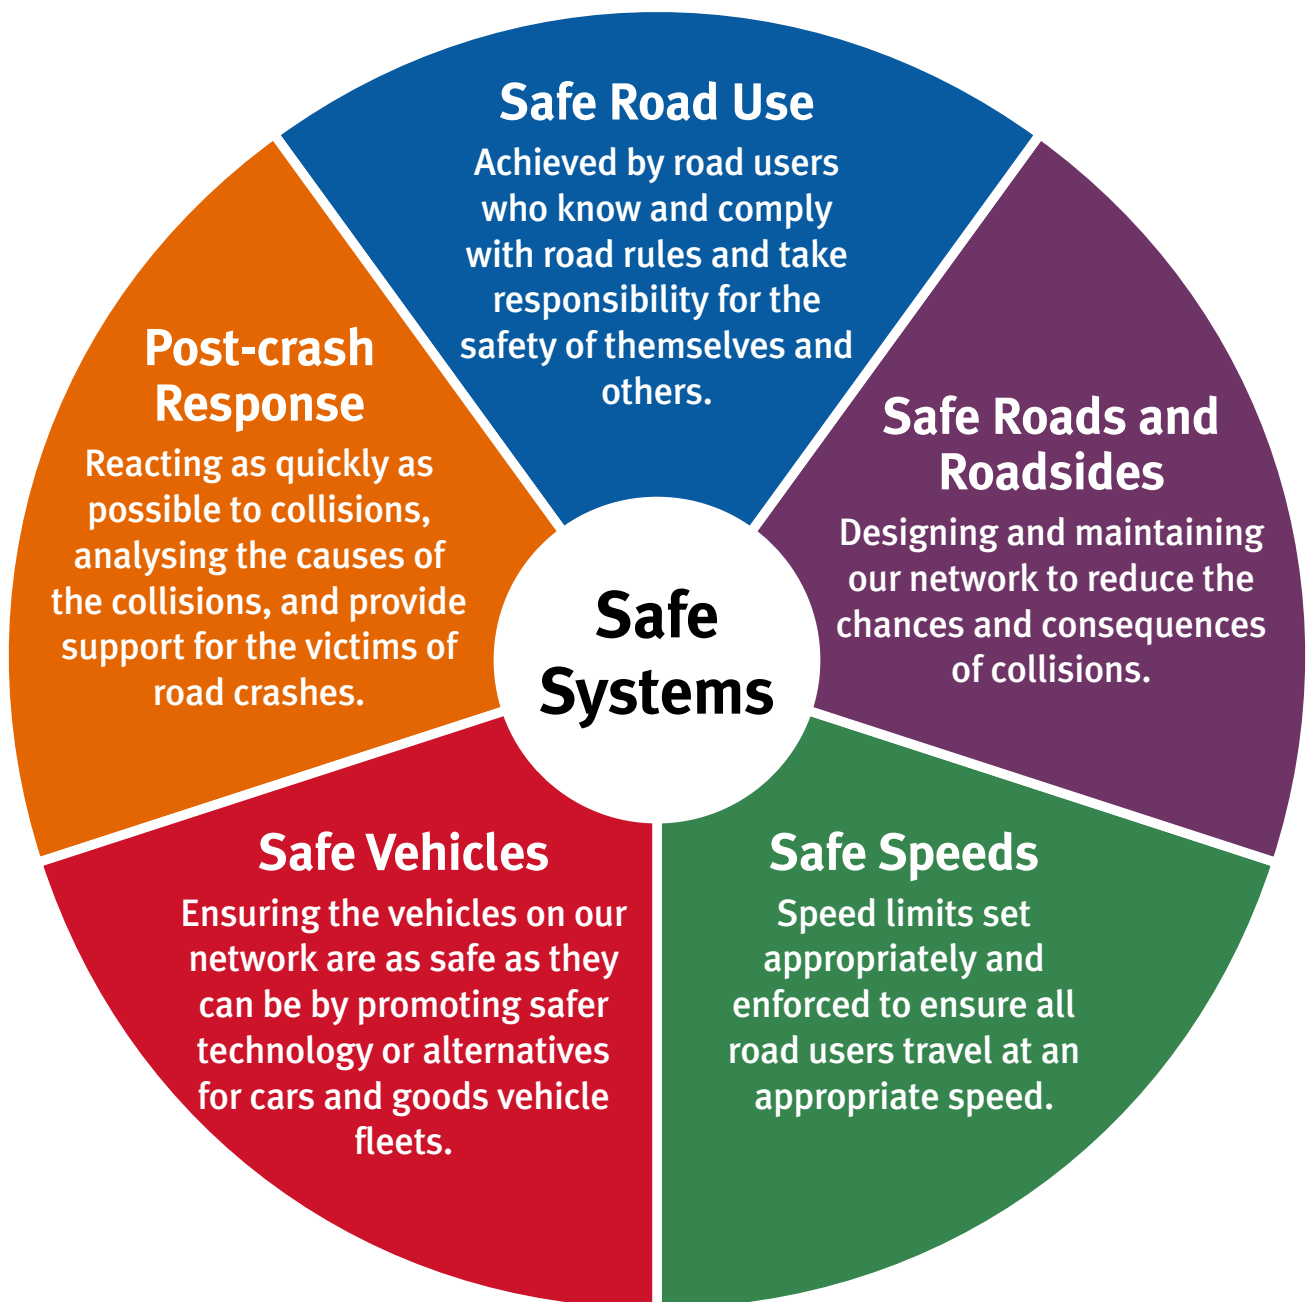 Safe Road Use
Achieved by road users
who know and comply
with road rules and take
responsibility for the
safety of themselves and
others.
Safe Roads and
Roadsides
Designing and maintaining
our network to reduce the
chances and consequences
of collisions.
Safe Speeds
Speed limits set
appropriately and
enforced to ensure all
road users travel at an
appropriate speed.
Safe Vehicles
Ensuring the vehicles on our
network are as safe as they
can be by promoting safer
technology or alternatives
for cars and goods vehicle
fleets.
Post-crash
Response
Reacting as quickly as
possible to collisions,
analysing the causes of
the collisions, and provide
support for the victims of
road crashes.
Safe
Systems